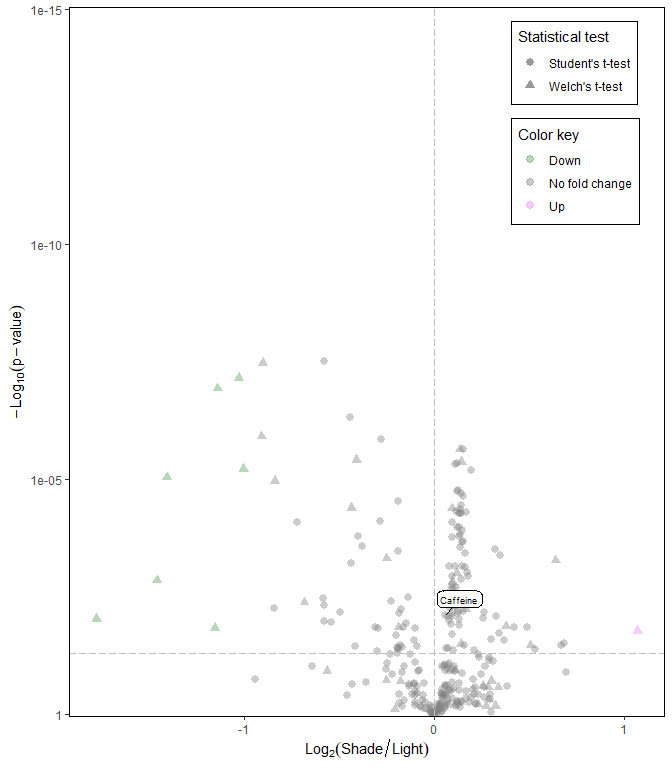 1e-15
Statistical test
Student's t-test
Welch's t-test
Color key
Down
No fold change
Up
1e-10
−Log10(p−value)
1e-05
Caffeine
1
-1
0
1
Log2(Shade/Light)